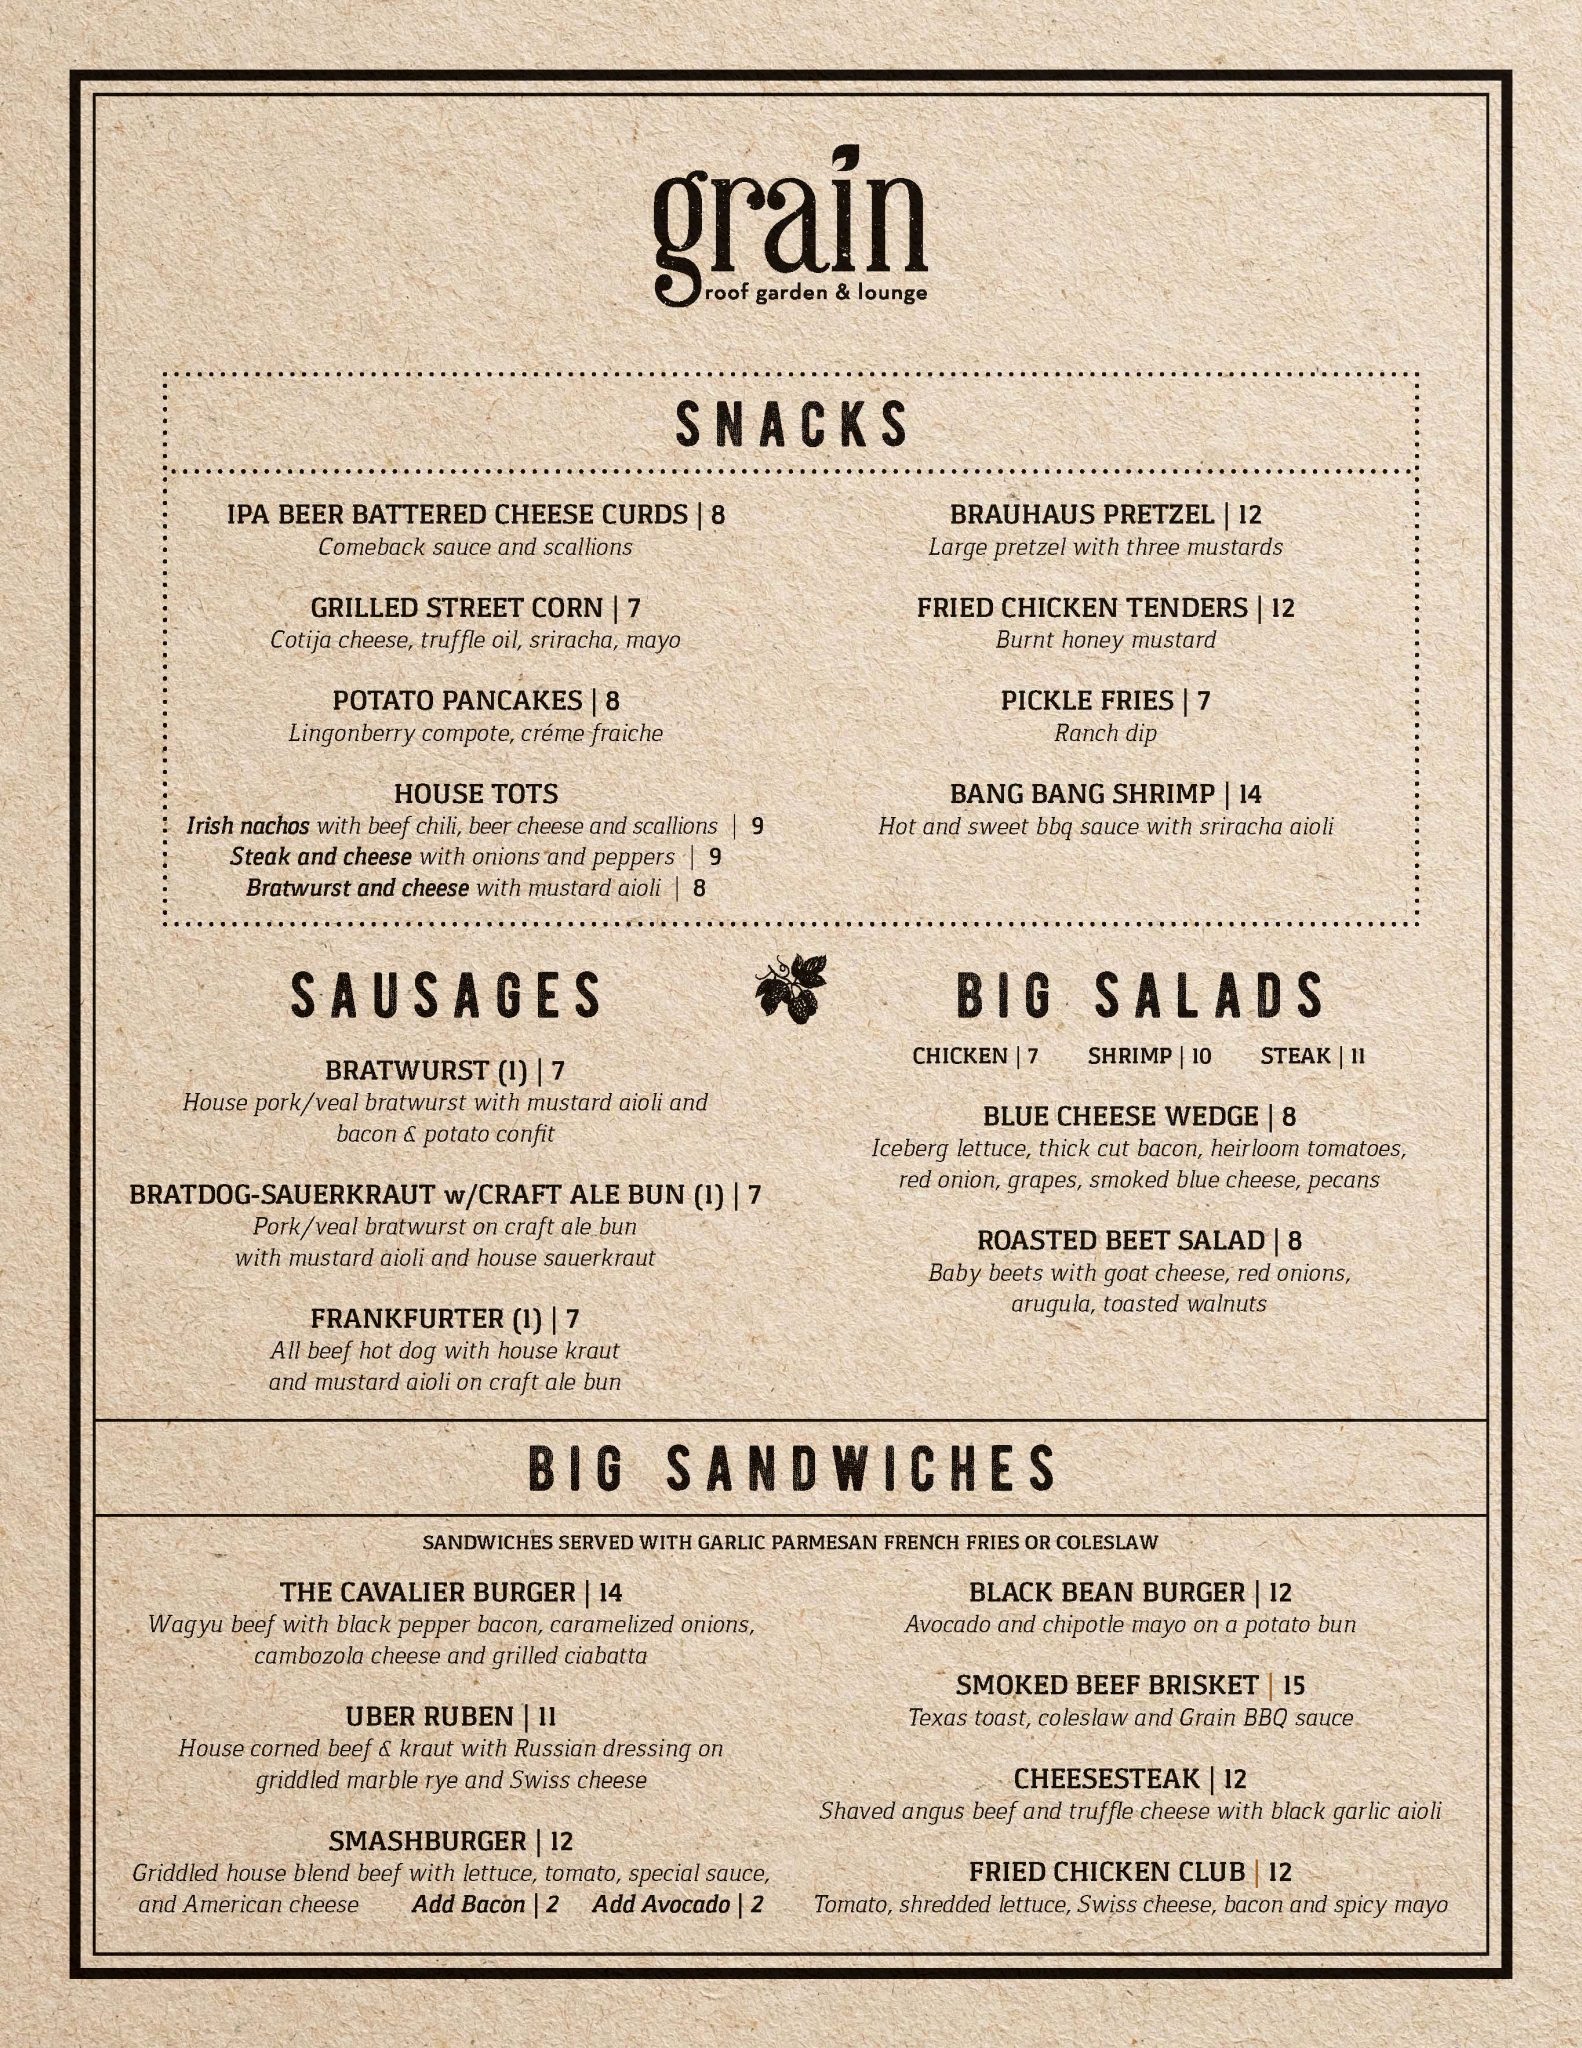 grain
roof garden & lounge
SNACKS
IPA BEER BATTERED CHEESE CURDS | 8
Comeback sauce and scallions
GRILLED STREET CORN | 7
Cotija cheese, truffle oil, sriracha, mayo
POTATO PANCAKES | 8
Lingonberry compote, créme fraiche
HOUSE TOTS
Irish nachos with beef chili, beer cheese and scallions | 9
Steak and cheese with onions and peppers | 9
Bratwurst and cheese with mustard aioli | 8
BRAUHAUS PRETZEL | 12
Large pretzel with three mustards
FRIED CHICKEN TENDERS | 12
Burnt honey mustard
PICKLE FRIES | 7
Ranch dip
BANG BANG SHRIMP | 14
Hot and sweet bbq sauce with sriracha aioli
SAUSAGES
BRATWURST (1) | 7
House pork/veal bratwurst with mustard aioli and
bacon & potato confit
BRATDOG-SAUERKRAUT w/CRAFT ALE BUN (1) | 7
Pork/veal bratwurst on craft ale bun
with mustard aioli and house sauerkraut
FRANKFURTER (1) | 7
All beef hot dog with house kraut
and mustard aioli on craft ale bun
BIG SALADS
CHICKEN | 7 SHRIMP | 10 STEAK | 11
BLUE CHEESE WEDGE | 8
Iceberg lettuce, thick cut bacon, heirloom tomatoes,
red onion, grapes, smoked blue cheese, pecans
ROASTED BEET SALAD | 8
Baby beets with goat cheese, red onions,
arugula, toasted walnuts
BIG SANDWICHES
SANDWICHES SERVED WITH GARLIC PARMESAN FRENCH FRIES OR COLESLAW
THE CAVALIER BURGER | 14
Wagyu beef with black pepper bacon, caramelized onions,
cambozola cheese and grilled ciabatta
UBER RUBEN | 11
House corned beef & kraut with Russian dressing on
griddled marble rye and Swiss cheese
SMASHBURGER | 12
Griddled house blend beef with lettuce, tomato, special sauce,
and American cheese Add Bacon | 2 Add Avocado | 2
BLACK BEAN BURGER | 12
Avocado and chipotle mayo on a potato bun
SMOKED BEEF BRISKET | 15
Texas toast, coleslaw and Grain BBQ sauce
CHEESESTEAK | 12
Shaved angus beef and truffle cheese with black garlic aioli
FRIED CHICKEN CLUB | 12
Tomato, shredded lettuce, Swiss cheese, bacon and spicy mayo